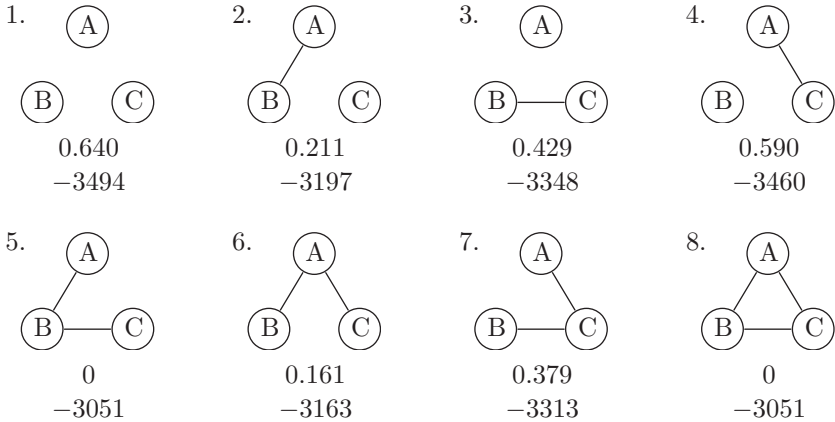 1. A 2. A 3. A 4. A
B C B C B C B C
0.640 0.211 0.429 0.590
−3494 −3197 −3348 −3460
5. A 6. A 7. A 8. A
B C B C B C B C
0 0.161 0.379 0
−3051 −3163 −3313 −3051